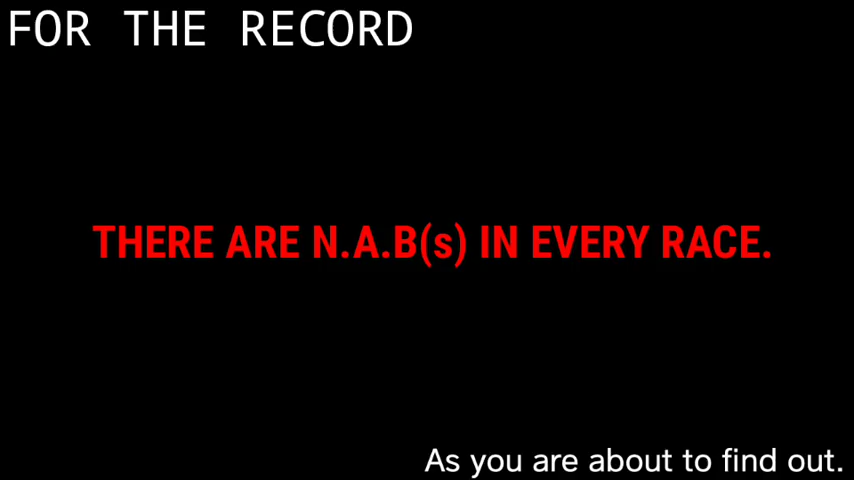 FOR THE RECORD
THERE ARE N.A.B(s) IN EVERY RACE.
As you are about to find out.